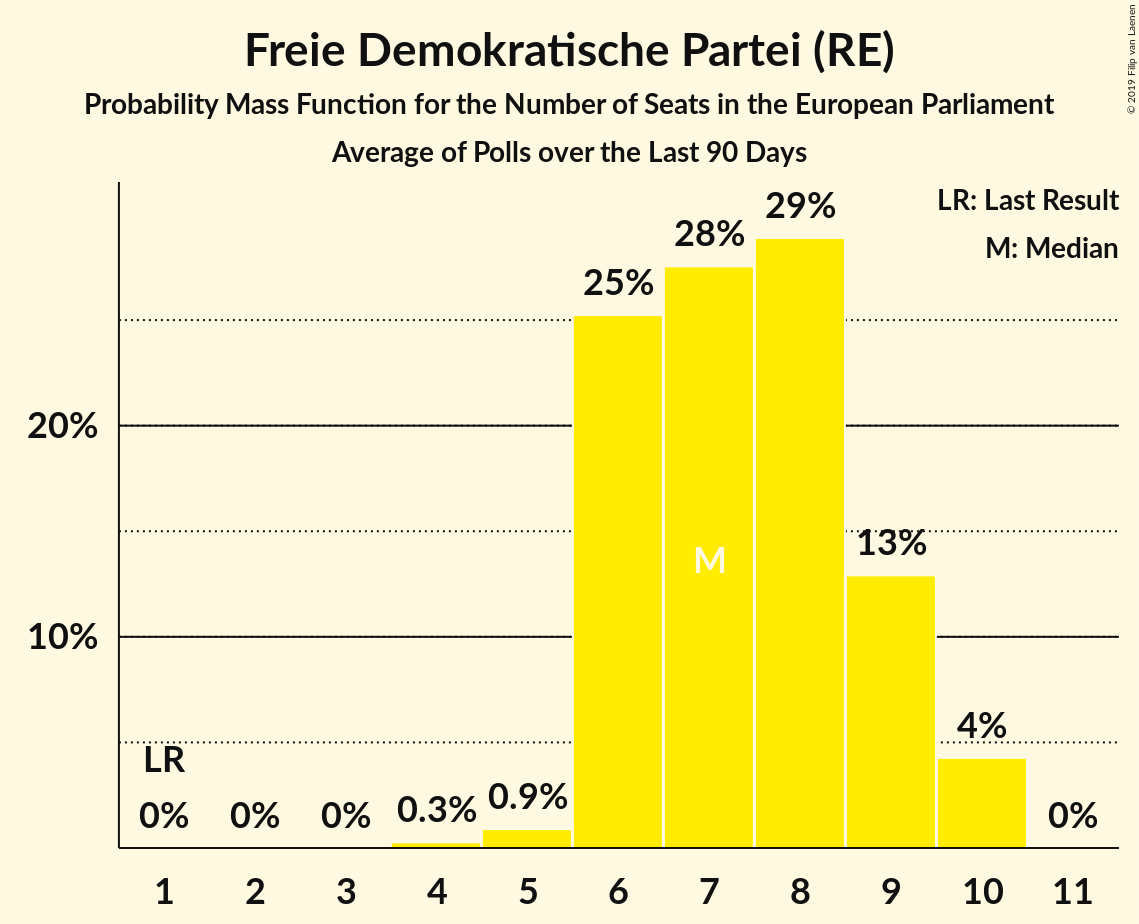 Freie Demokratische Partei (RE)
Probability Mass Function for the Number of Seats in the European Parliament
Average of Polls over the Last 90 Days
© 2019 Filip van Laenen
LR: Last Result
M: Median
29%
28%
25%
20%
13%
M
10%
4%
LR
0.9%
0.3%
0% 0% 0% 0%
1 2 3 4 5 6 7 8 9 10 11